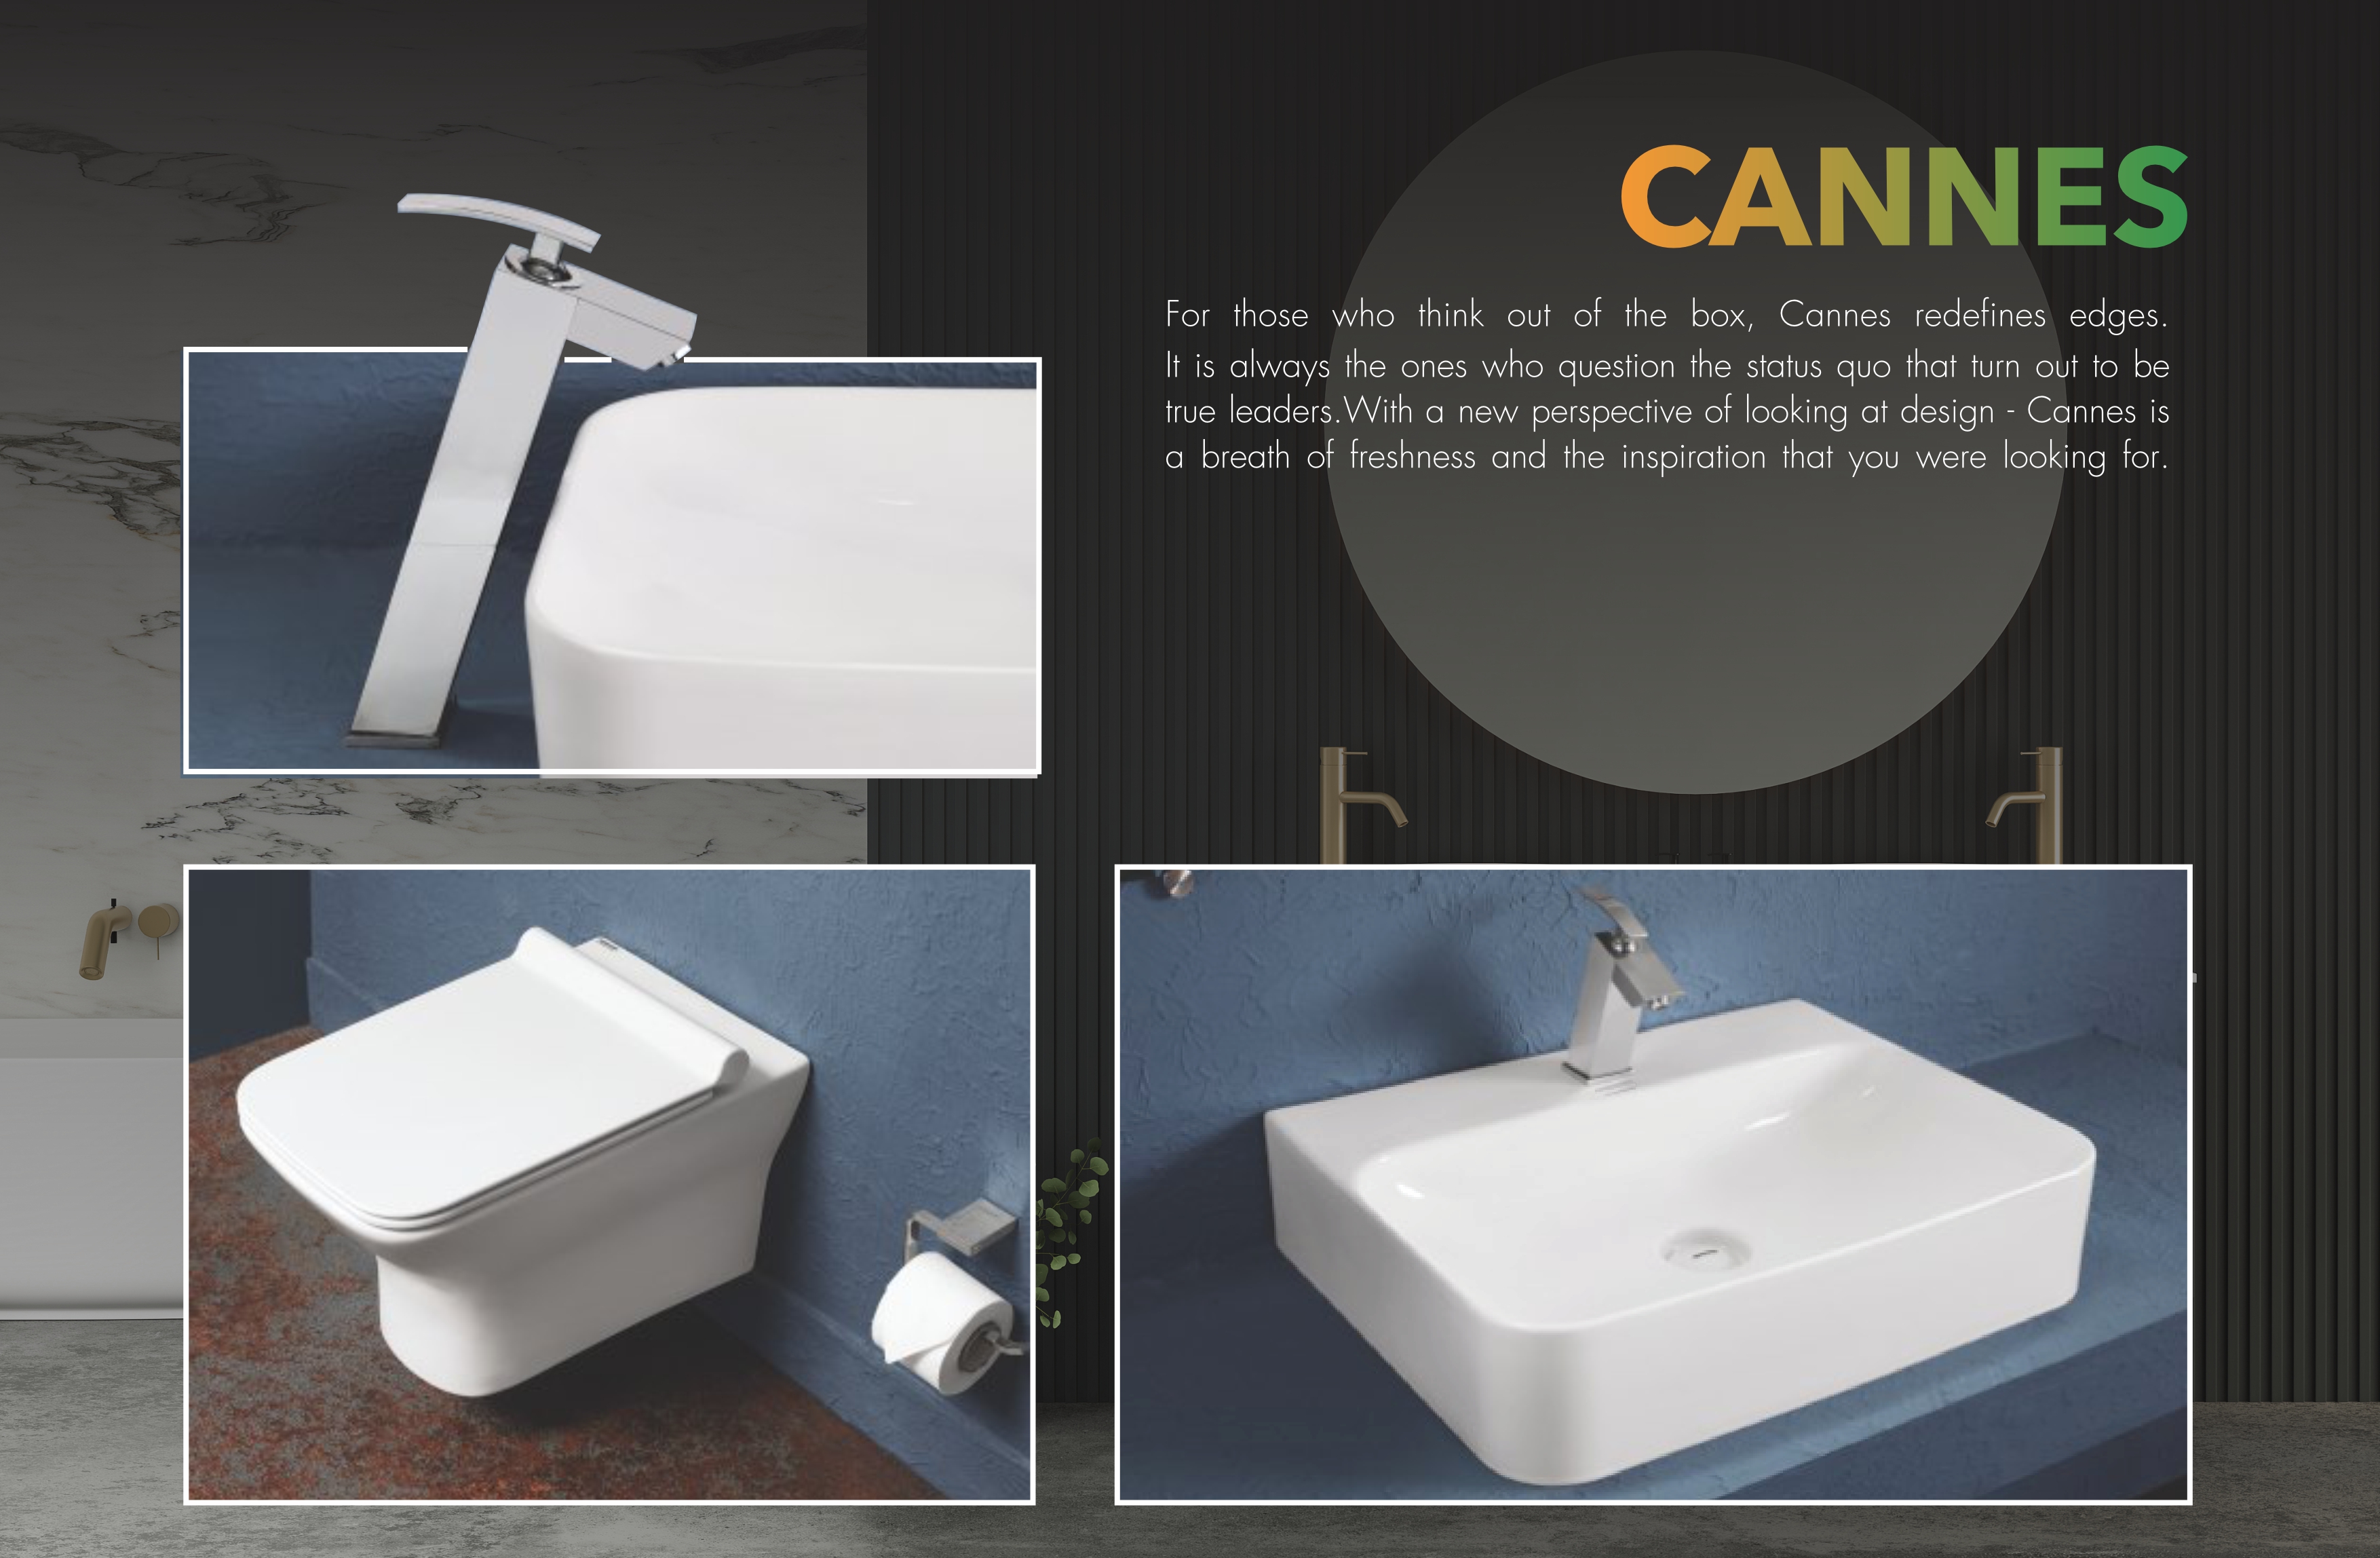 CANNES
For those who think out of the box, Cannes redefines edges.
It is always the ones who question the status quo that turn out to be
true leaders.With a new perspective of looking at design - Cannes is
a breath of freshness and the inspiration that you were looking for.